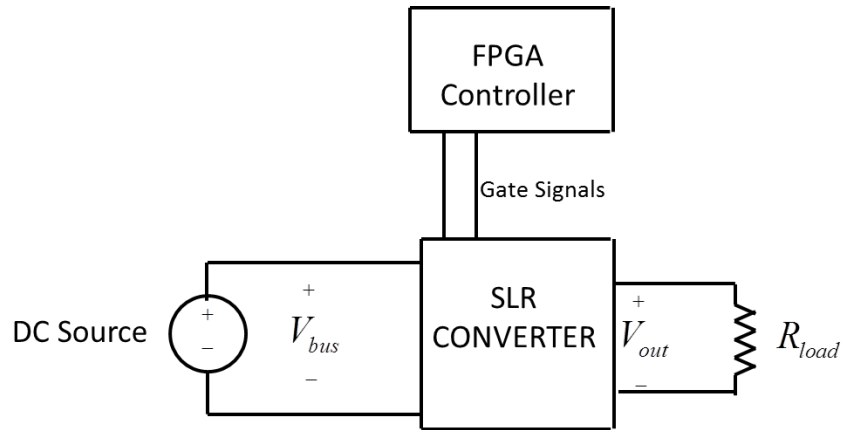 FPGA
Controller
Gate Signals
DC Source
+
−
+
V_bus
−
SLR
CONVERTER
+
V_out
−
R_load